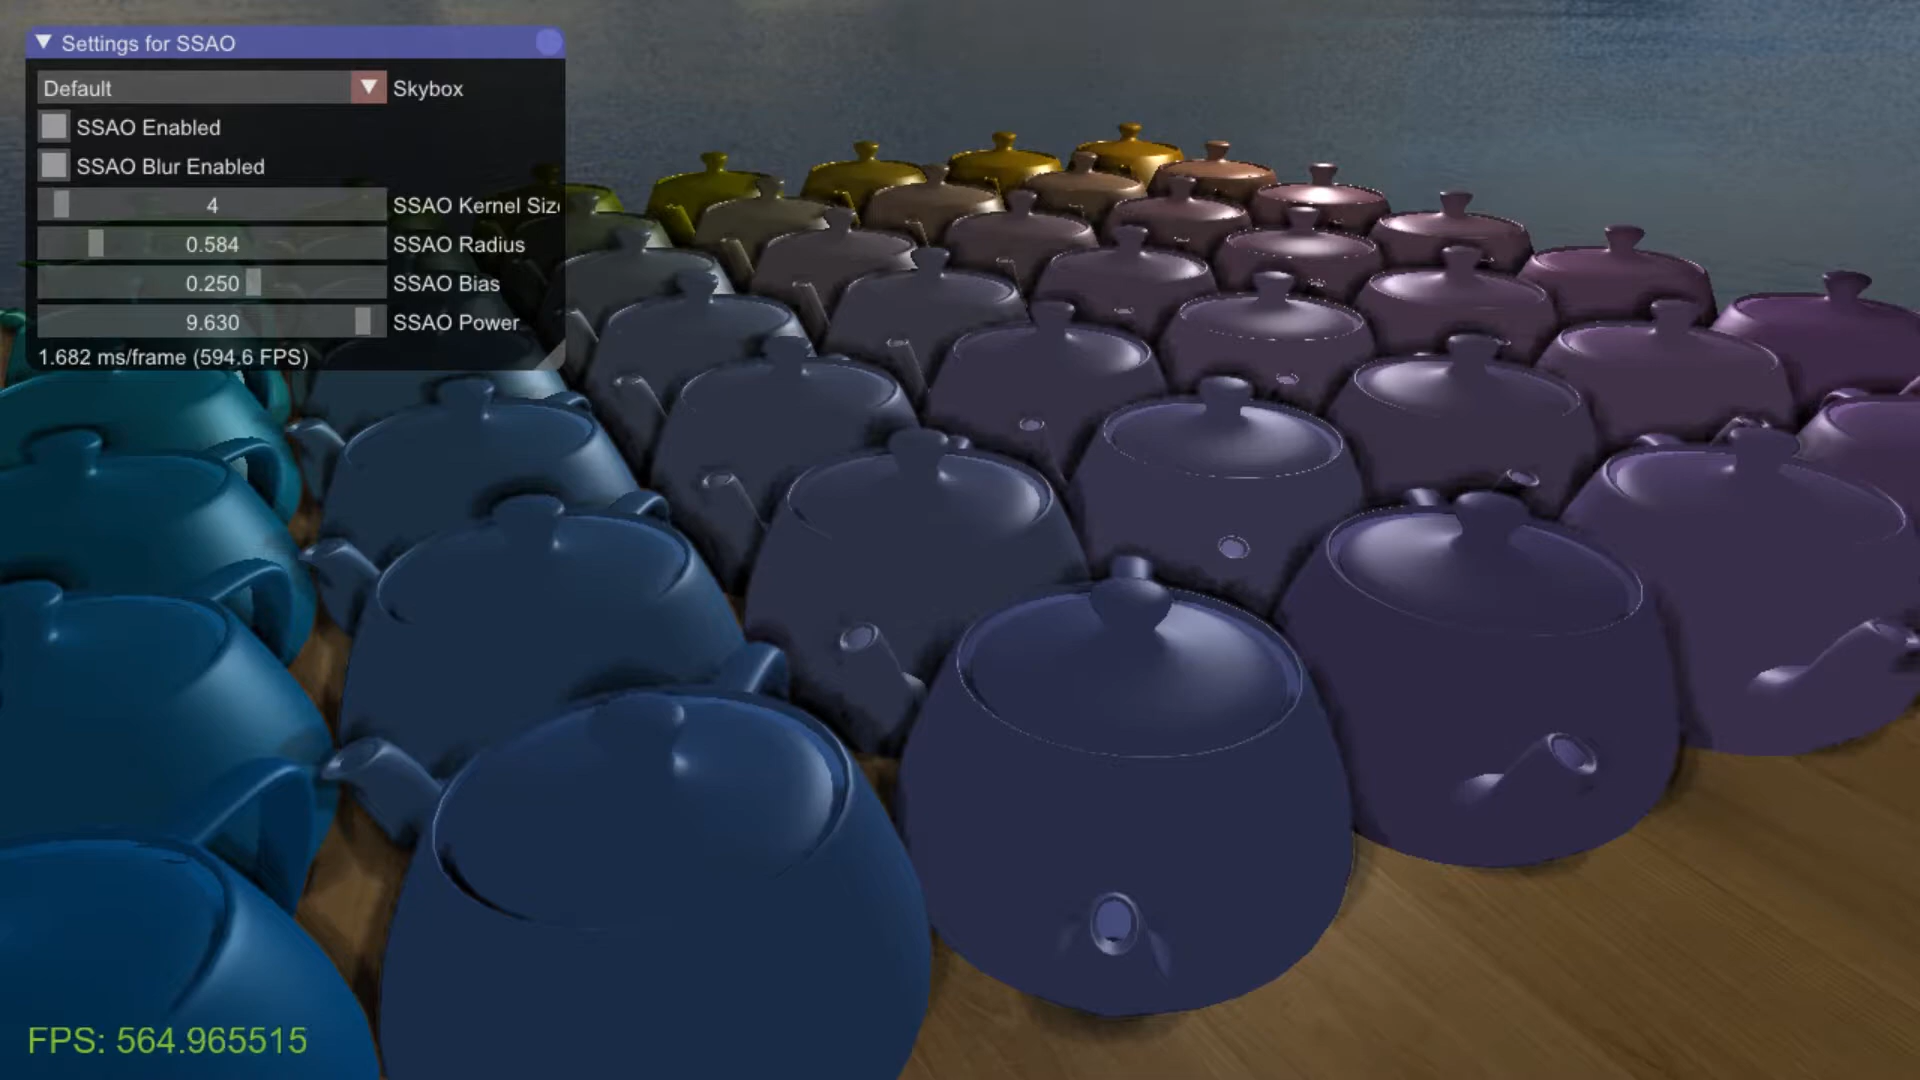 Settings for SSAO
Default Skybox
SSAO Enabled
SSAO Blur Enabled
4 SSAO Kernel Siz
0.584 SSAO Radius
0.250 SSAO Bias
9.630 SSAO Power
1.682 ms/frame (594.6 FPS)
FPS: 564.965515